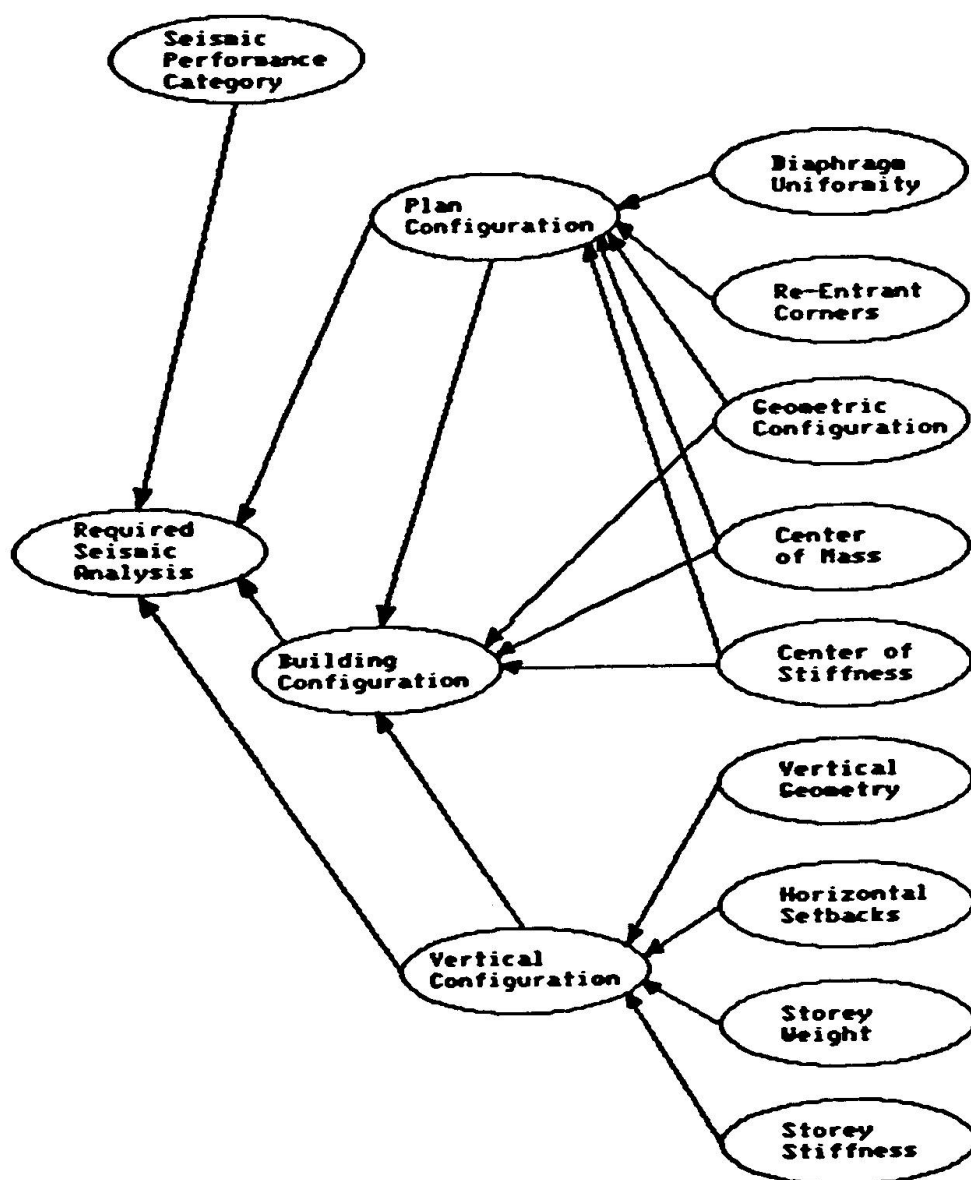 Seismic
Performance
Category
Diaphragm
Uniformity
Plan
Configuration
Re-Entrant
Corners
Geometric
Configuration
Required
Seismic
Analysis
Center
of Mass
Building
Configuration
Center of
Stiffness
Vertical
Geometry
Horizontal
Setbacks
Vertical
Configuration
Storey
Weight
Storey
Stiffness